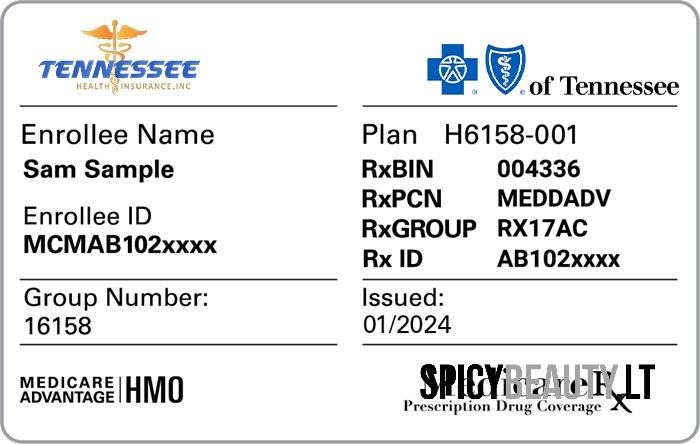 TENNESSEE
HEALTH INSURANCE, INC
of Tennessee
Enrollee Name
Sam Sample
Enrollee ID
MCMAB102xxxx
Plan H6158-001
RxBIN 004336
RxPCN MEDDADV
RxGROUP RX17AC
Rx ID AB102xxxx
Group Number:
16158
Issued:
01/2024
MEDICARE
ADVANTAGE HMO
MedicareRx
SPICYBEAUTY.LT
Prescription Drug Coverage